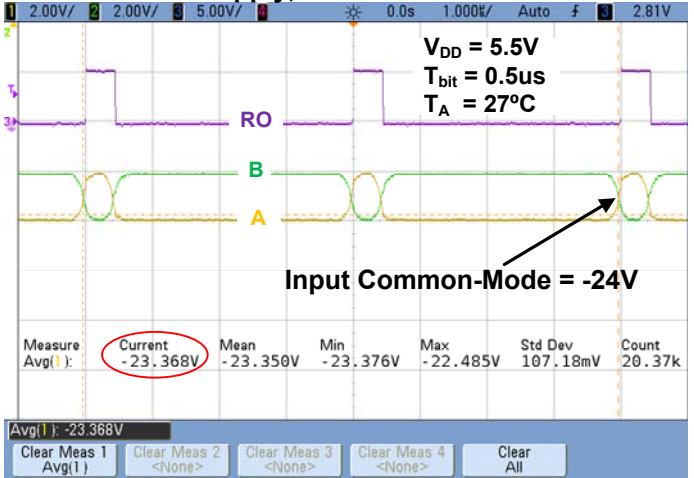 1 2.00V/ 2 2.00V/ 3 5.00V/ 4 0.0s 1.000%/ Auto f 3 2.81V
VDD = 5.5V
Tbit = 0.5us
TA = 27ºC
RO
B
A
Input Common-Mode = -24V
Measure Current Mean Min Max Std Dev Count
Avg(1): -23.368V -23.350V -23.376V -22.485V 107.18mV 20.37k
Avg(1): -23.368V
Clear Meas 1 Clear Meas 2 Clear Meas 3 Clear Meas 4 Clear
Avg(1) <None> <None> <None> All